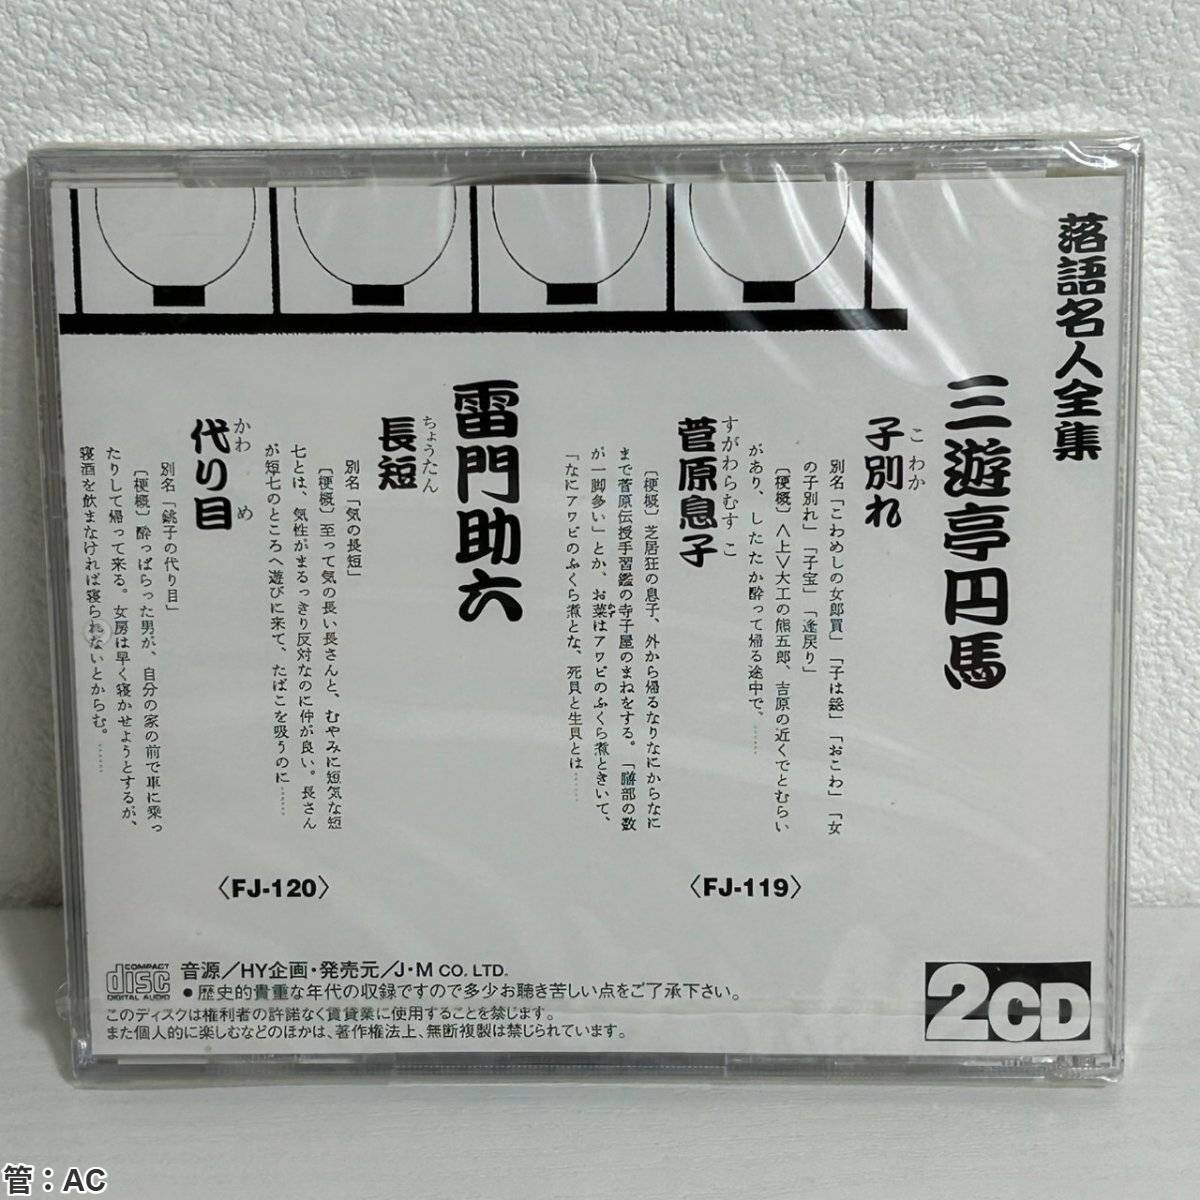 落語名人全集
三遊亭円馬
こわか
子別れ
別名「こわめしの女郎買」「子は鎹」「おこわ」「女
の子別れ」「子宝」「逢戻り」
〔梗概〕〈上〉大工の熊五郎、吉原の近くでとむらい
があり、したたか酔って帰る途中で、……
すがわらむすこ
菅原息子
〔梗概〕芝居狂の息子、外から帰るなりなにからなに
まで菅原伝授手習鑑の寺子屋のまねをする。「膳部の数
が一脚多い」とか、お菜はアワビのふくら煮ときいて、
「なにアワビのふくら煮とな、死貝と生貝とは……
〈FJ-119〉
雷門助六
ちょうたん
長短
別名「気の長短」
〔梗概〕至って気の長い長さんと、むやみに短気な短
七とは、気性がまるっきり反対なのに仲が良い。長さん
が短七のところへ遊びに来て、たばこを吸うのに……
かわ め
代り目
別名「銚子の代り目」
〔梗概〕酔っぱらった男が、自分の家の前で車に乗っ
たりして帰って来る。女房は早く寝かせようとするが、
寝酒を飲まなければ寝られないとからむ。……
〈FJ-120〉
COMPACT
disc
DIGITAL AUDIO
音源／HY企画・発売元／J・M CO. LTD.
●歴史的貴重な年代の収録ですので多少お聴き苦しい点をご了承下さい。
このディスクは権利者の許諾なく賃貸業に使用することを禁じます。
また個人的に楽しむなどのほかは、著作権法上、無断複製は禁じられています。
2CD
管：AC